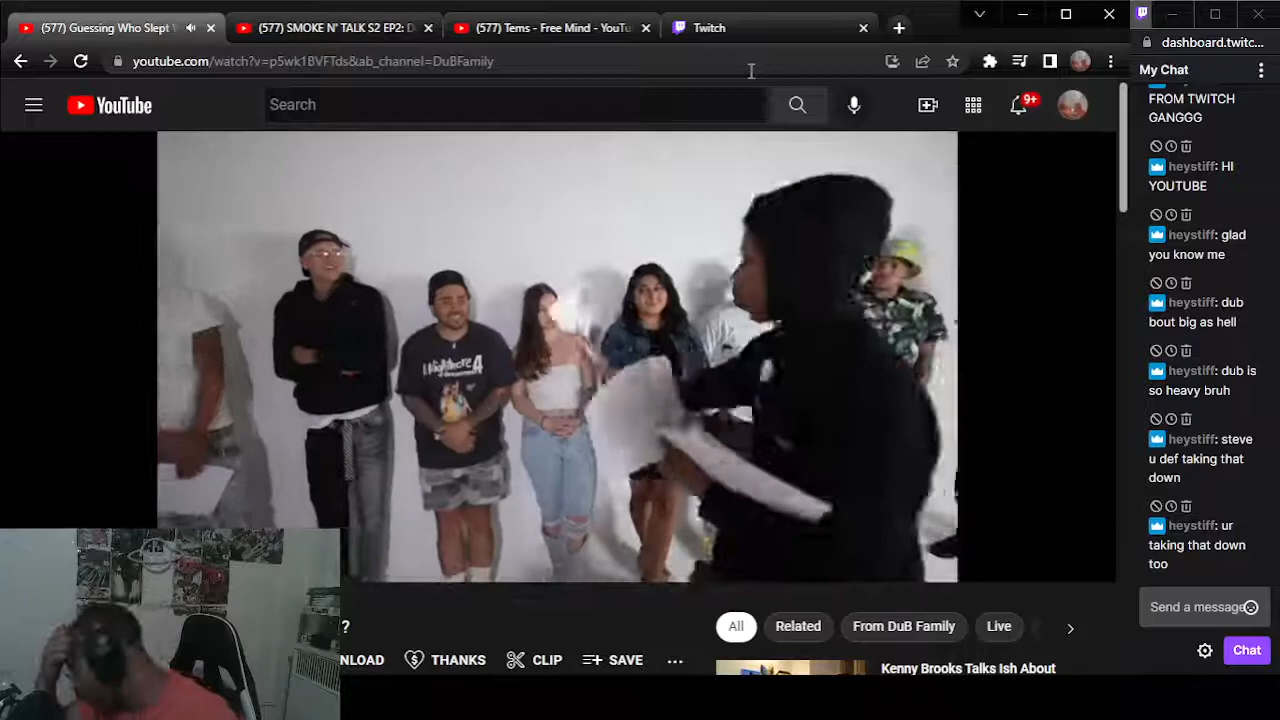 (577) Guessing Who Slept W
(577) SMOKE N' TALK S2 EP2: D
(577) Tems - Free Mind - YouTu
Twitch
youtube.com/watch?v=p5wk1BVFTds&ab_channel=DuBFamily
YouTube
Search
9+
dashboard.twitc...
My Chat
FROM TWITCH
GANGGG
heystiff: HI
YOUTUBE
heystiff: glad
you know me
heystiff: dub
bout big as hell
heystiff: dub is
so heavy bruh
heystiff: steve
u def taking that
down
heystiff: ur
taking that down
too
Send a message
Chat
?
NLOAD
THANKS
CLIP
SAVE
...
All
Related
From DuB Family
Live
Kenny Brooks Talks Ish About